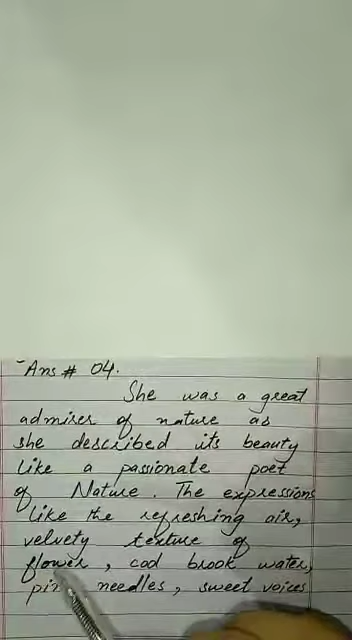 Ans # 04.
She was a great
admirer of nature as
she described its beauty
like a passionate poet
of Nature. The expressions
like the refreshing air,
velvety texture of
flower, cool brook water,
needles, sweet voices